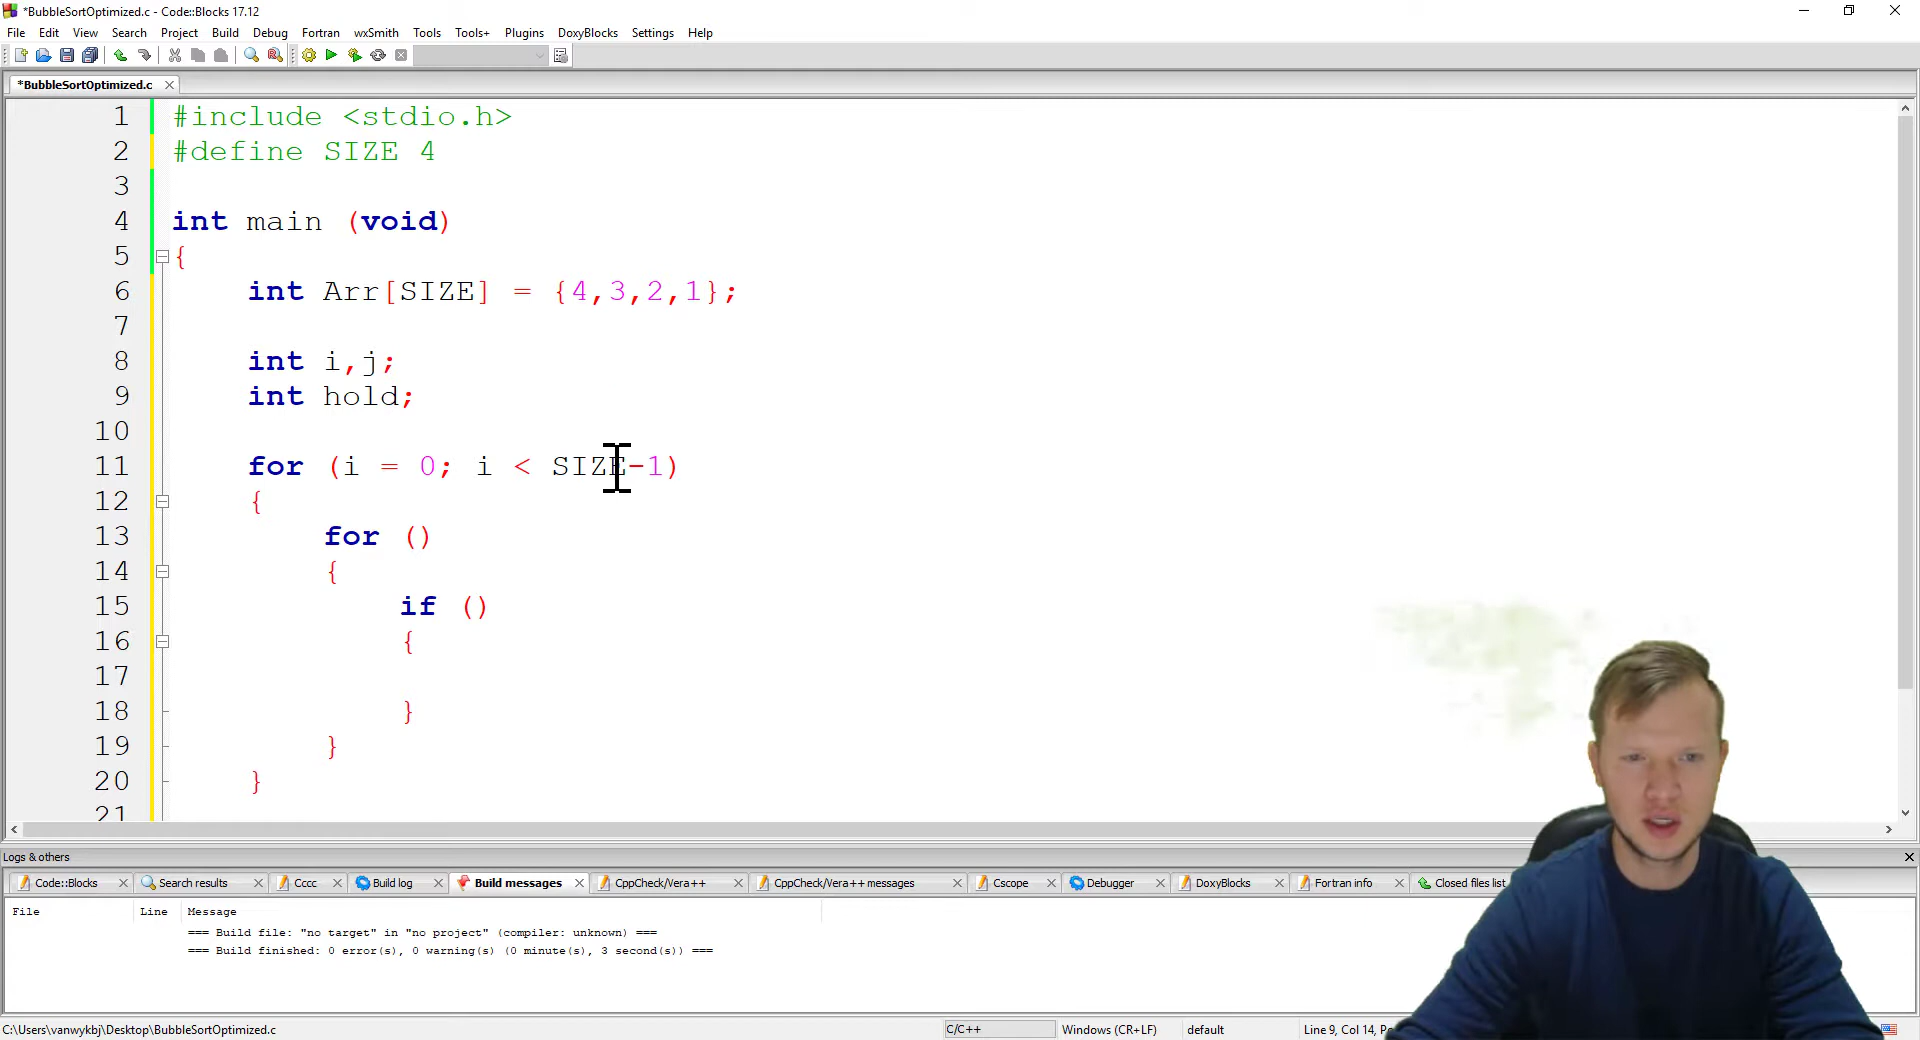 *BubbleSortOptimized.c - Code::Blocks 17.12
File Edit View Search Project Build Debug Fortran wxSmith Tools Tools+ Plugins DoxyBlocks Settings Help
*BubbleSortOptimized.c
1 #include <stdio.h>
2 #define SIZE 4
3
4 int main (void)
5 {
6 int Arr[SIZE] = {4,3,2,1};
7
8 int i,j;
9 int hold;
10
11 for (i = 0; i < SIZE-1)
12 {
13 for ()
14 {
15 if ()
16 {
17
18 }
19 }
20 }
21
Logs & others
Code::Blocks Search results Cccc Build log Build messages CppCheck/Vera++ CppCheck/Vera++ messages Cscope Debugger DoxyBlocks Fortran info Closed files list
File Line Message
=== Build file: "no target" in "no project" (compiler: unknown) ===
=== Build finished: 0 error(s), 0 warning(s) (0 minute(s), 3 second(s)) ===
C:\Users\vanwykbj\Desktop\BubbleSortOptimized.c C/C++ Windows (CR+LF) default Line 9, Col 14,